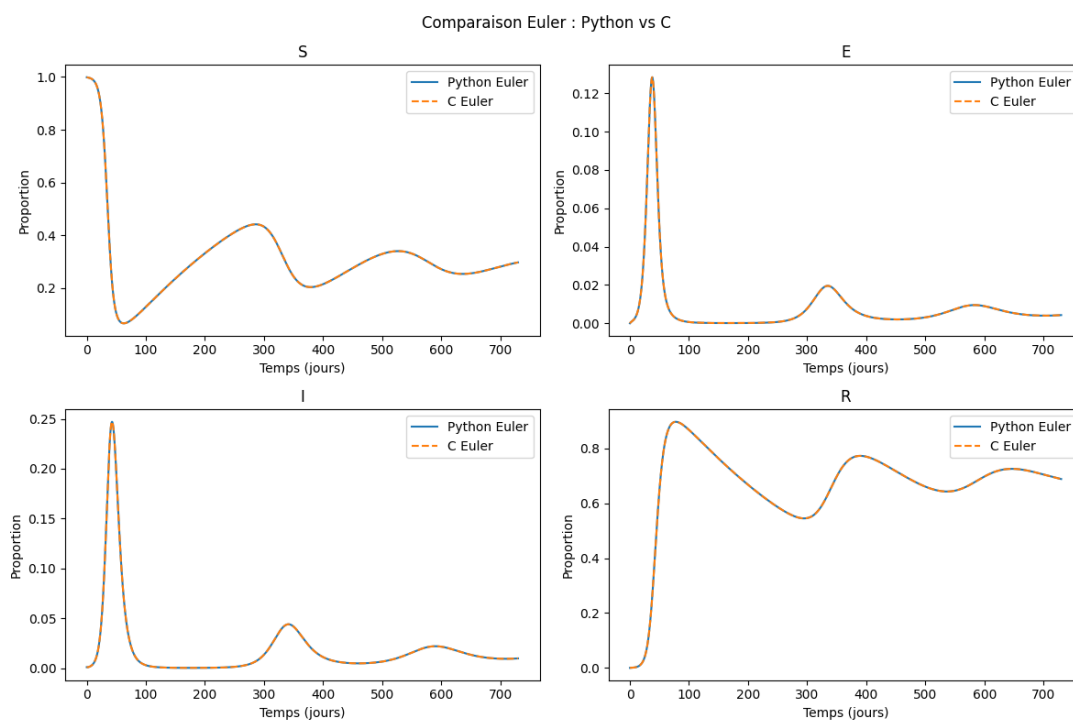 Comparaison Euler : Python vs C
S
Proportion
1.0
0.8
0.6
0.4
0.2
Python Euler
C Euler
0 100 200 300 400 500 600 700
Temps (jours)
E
Proportion
0.12
0.10
0.08
0.06
0.04
0.02
0.00
Python Euler
C Euler
0 100 200 300 400 500 600 700
Temps (jours)
I
Proportion
0.25
0.20
0.15
0.10
0.05
0.00
Python Euler
C Euler
0 100 200 300 400 500 600 700
Temps (jours)
R
Proportion
0.8
0.6
0.4
0.2
0.0
Python Euler
C Euler
0 100 200 300 400 500 600 700
Temps (jours)